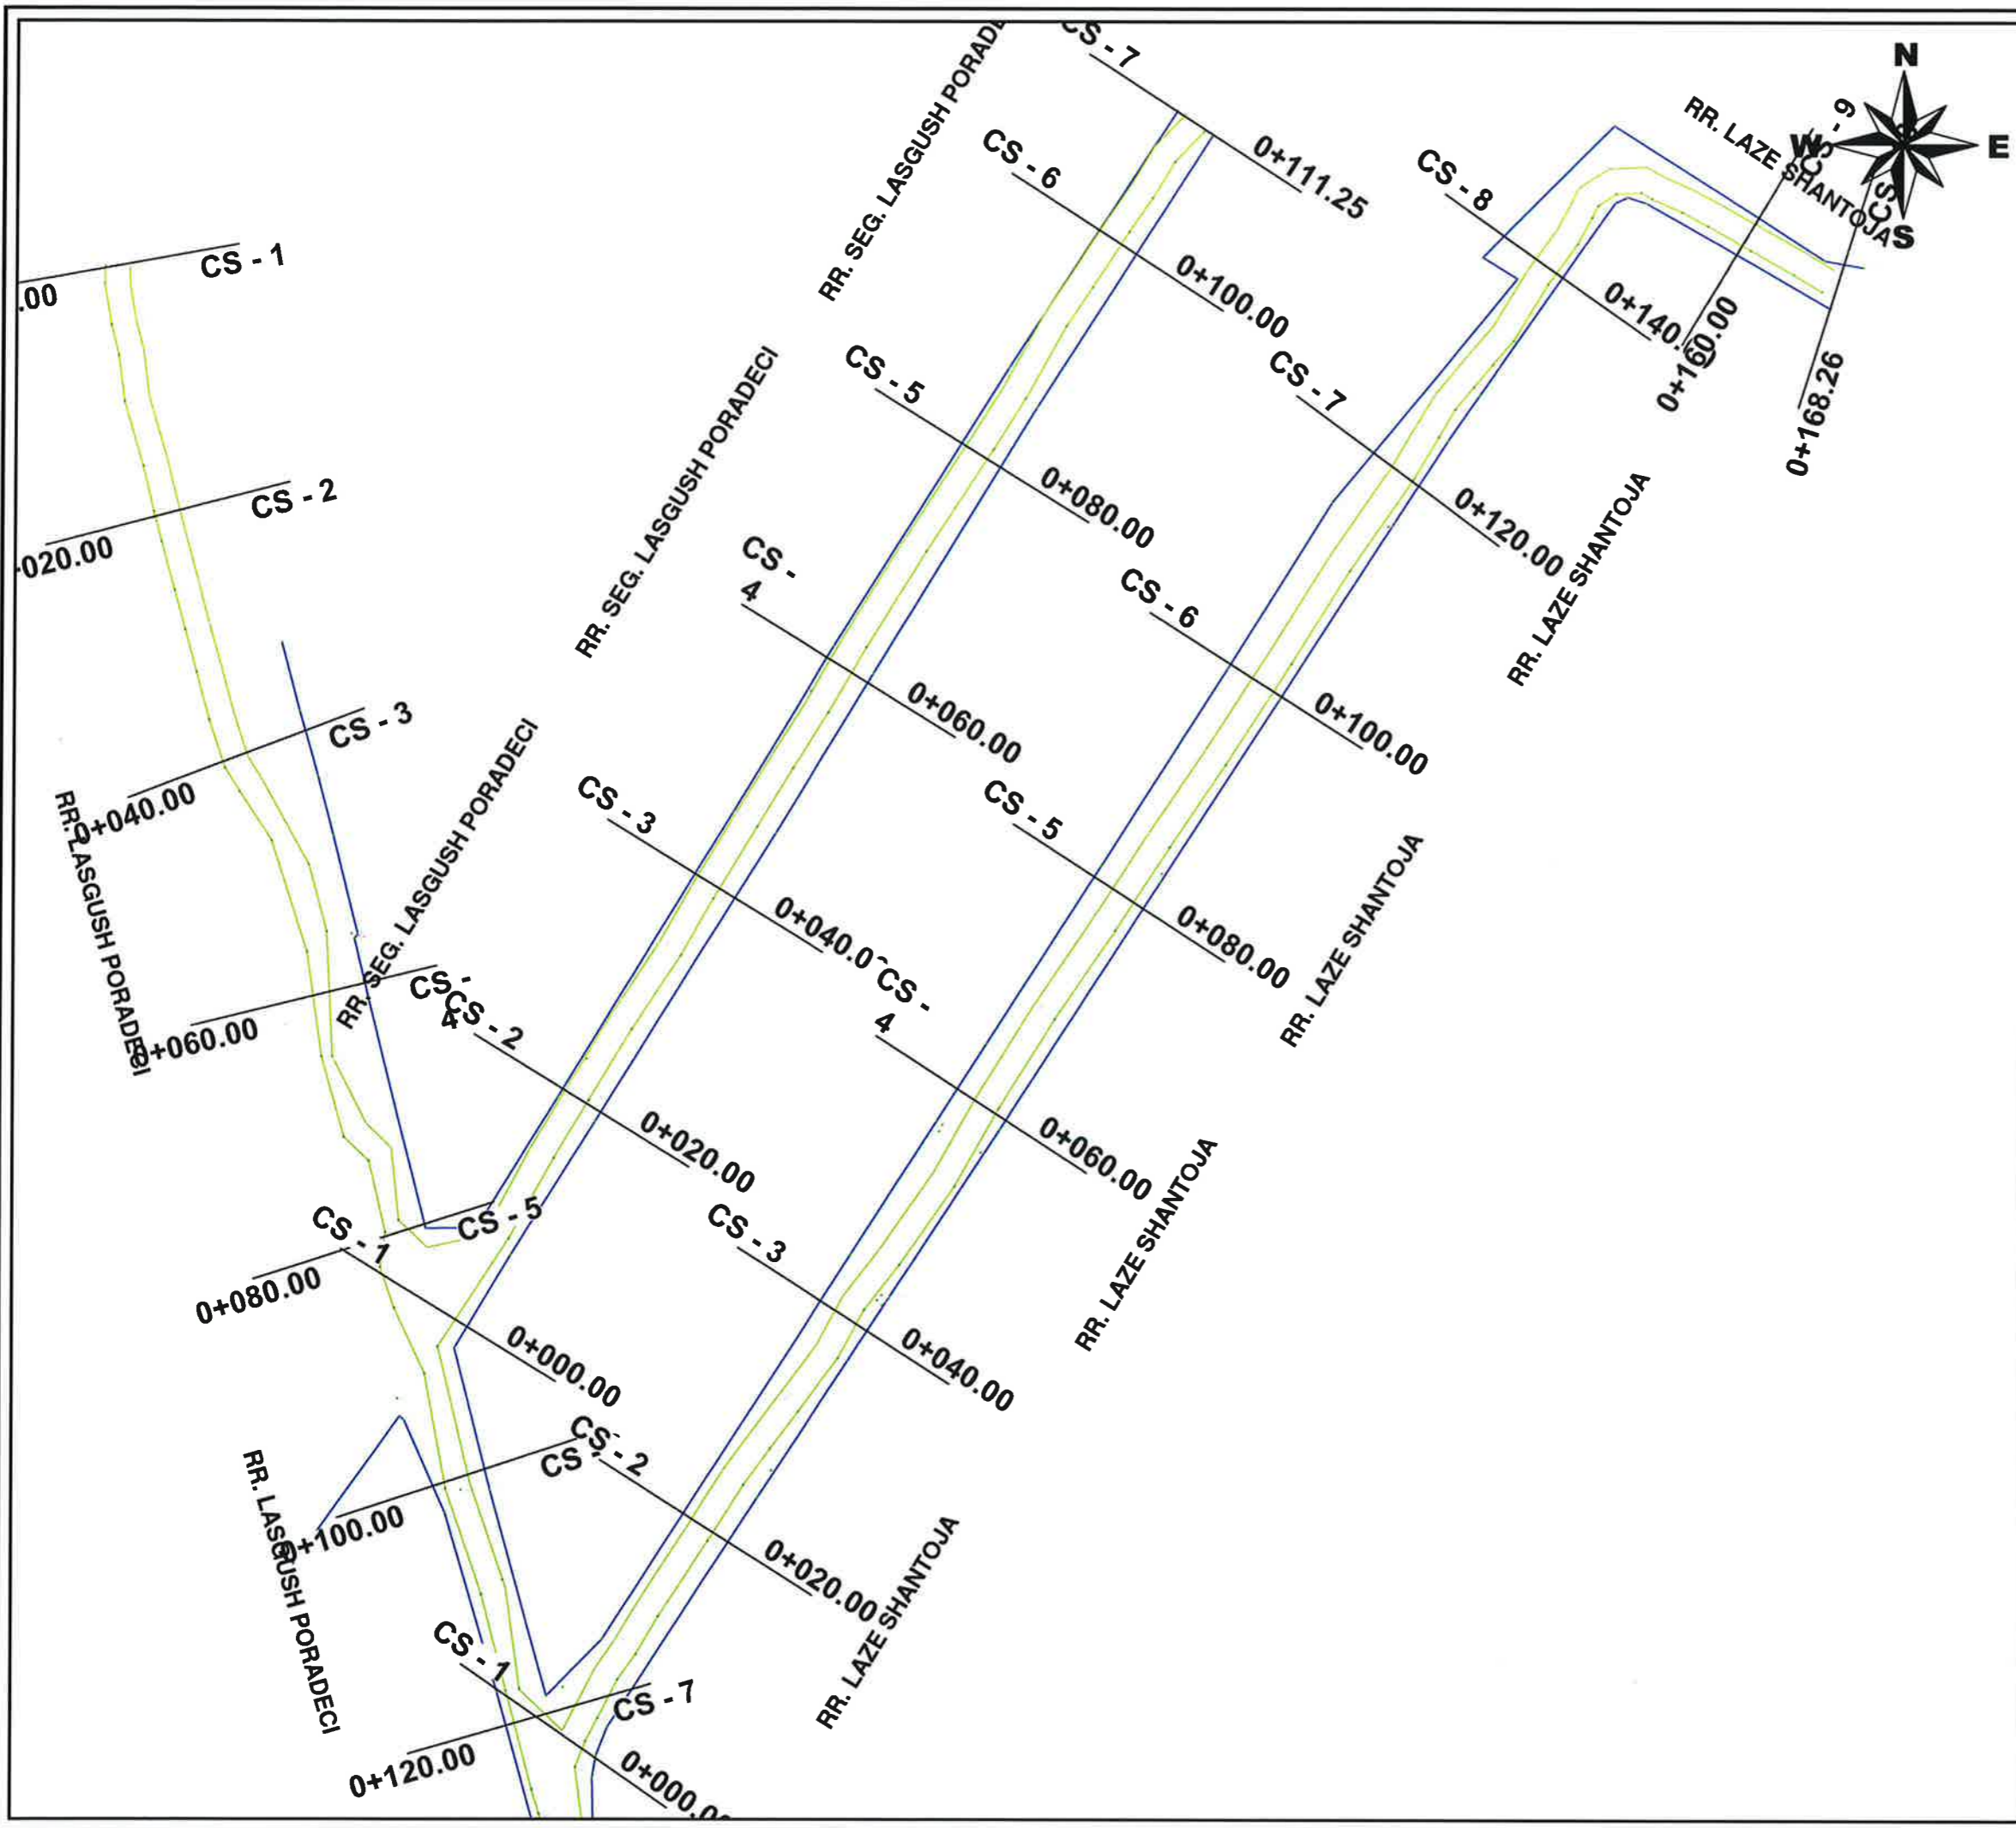 N
W
E
S
RR. LAZE SHANTOJA
CS - 9
CS
0+160.00
0+168.26
CS - 8
CS - 7
0+120.00
CS - 6
0+100.00
CS - 5
0+080.00
CS -
4
0+060.00
CS - 3
0+040.00
CS - 2
0+020.00
CS - 1
RR. LAZE SHANTOJA
RR. LAZE SHANTOJA
RR. LAZE SHANTOJA
RR. LAZE SHANTOJA
CS - 7
0+111.25
CS - 6
0+100.00
CS - 5
0+080.00
CS -
4
0+060.00
CS - 3
CS - 2
0+020.00
CS - 1
0+000.00
RR. SEG. LASGUSH PORADECI
RR. SEG. LASGUSH PORADECI
CS - 1
.00
CS - 2
020.00
CS - 3
0+040.00
CS -
4
0+060.00
CS - 5
0+080.00
CS
0+100.00
CS - 7
0+120.00
RR. LASGUSH PORADECI
RR. LASGUSH PORADECI